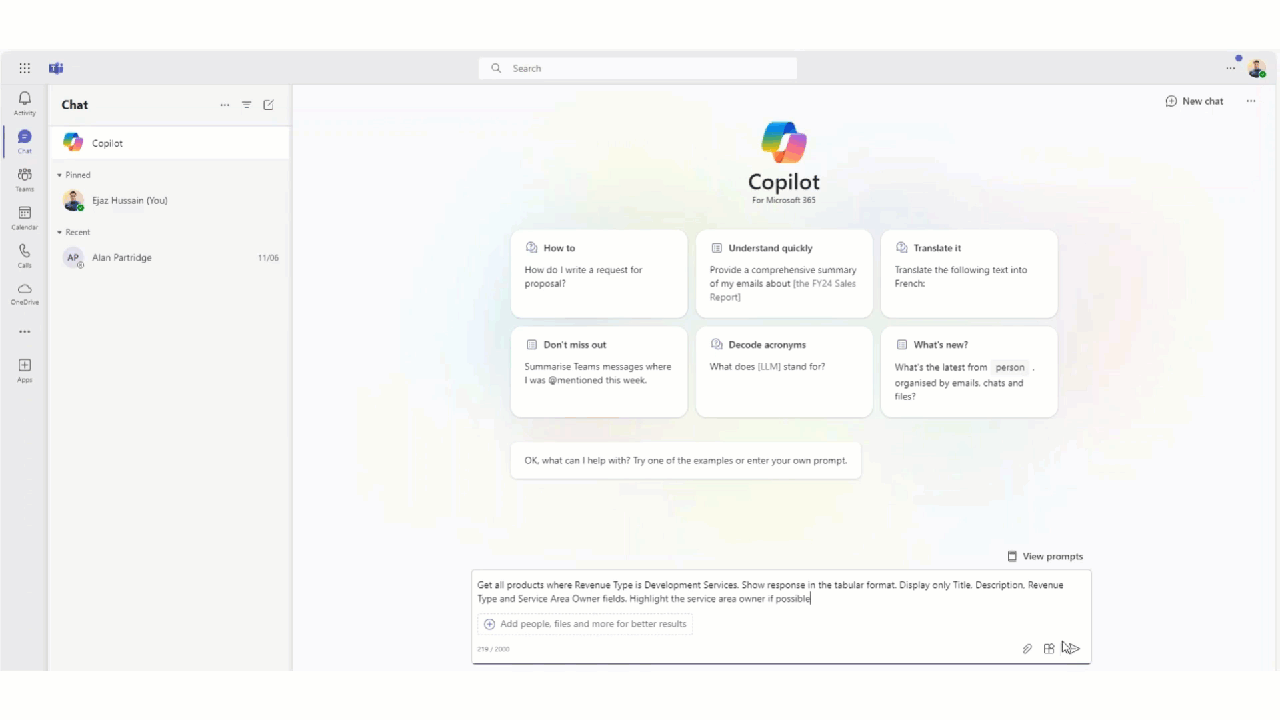 Search
Activity
Chat
Teams
Calendar
Calls
OneDrive
Apps
Chat
Copilot
Pinned
Ejaz Hussain (You)
Recent
AP
Alan Partridge
11/06
New chat
Copilot
For Microsoft 365
How to
How do I write a request for
proposal?
Understand quickly
Provide a comprehensive summary
of my emails about [the FY24 Sales
Report]
Translate it
Translate the following text into
French:
Don't miss out
Summarise Teams messages where
I was @mentioned this week.
Decode acronyms
What does [LLM] stand for?
What's new?
What's the latest from person ,
organised by emails, chats and
files?
OK, what can I help with? Try one of the examples or enter your own prompt.
View prompts
Get all products where Revenue Type is Development Services. Show response in the tabular format. Display only Title, Description, Revenue
Type and Service Area Owner fields. Highlight the service area owner if possible
Add people, files and more for better results
219 / 2000